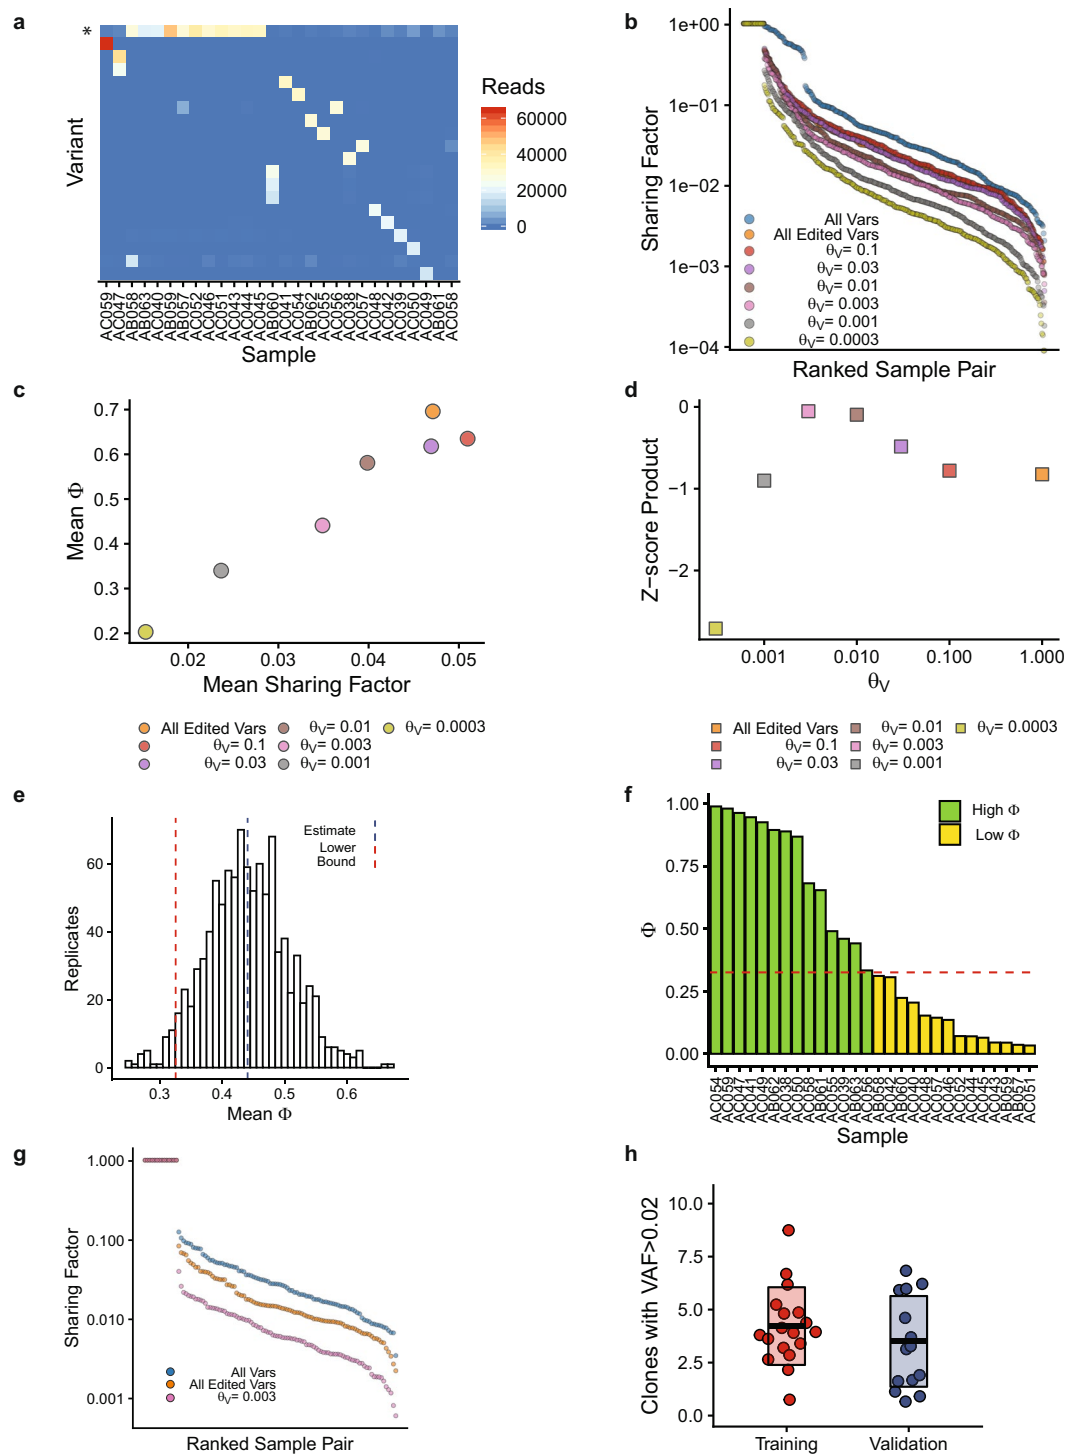 a
*
Variant
Reads
60000
40000
20000
0
AC059
AC047
AB058
AB063
AC040
AB059
AB057
AC052
AC046
AC051
AC043
AC044
AC045
AB060
AC041
AC054
AB062
AC055
AC056
AC038
AC057
AC048
AC042
AC039
AC050
AC049
AB061
AC058
Sample
b
Sharing Factor
1e+00
1e−01
1e−02
1e−03
1e−04
All Vars
All Edited Vars
θV= 0.1
θV= 0.03
θV= 0.01
θV= 0.003
θV= 0.001
θV= 0.0003
Ranked Sample Pair
c
Mean Φ
0.7
0.6
0.5
0.4
0.3
0.2
0.02 0.03 0.04 0.05
Mean Sharing Factor
All Edited Vars θV= 0.01 θV= 0.0003
θV= 0.1 θV= 0.003
θV= 0.03 θV= 0.001
d
Z−score Product
0
−1
−2
0.001 0.010 0.100 1.000
θV
All Edited Vars θV= 0.01 θV= 0.0003
θV= 0.1 θV= 0.003
θV= 0.03 θV= 0.001
e
Replicates
60
40
20
0
Estimate
Lower
Bound
0.3 0.4 0.5 0.6
Mean Φ
f
Φ
1.00
0.75
0.50
0.25
0.00
High Φ
Low Φ
AC054
AC059
AC047
AC041
AC049
AB062
AC038
AC050
AC058
AB061
AC055
AC039
AB063
AC056
AB058
AC042
AB060
AC040
AC048
AC057
AC046
AC052
AC044
AC045
AC043
AB059
AB057
AC051
Sample
g
Sharing Factor
1.000
0.100
0.010
0.001
All Vars
All Edited Vars
θV= 0.003
Ranked Sample Pair
h
Clones with VAF>0.02
10.0
7.5
5.0
2.5
0.0
Training Validation